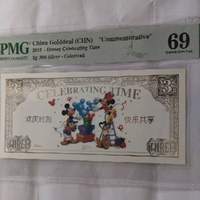 PMG
China Golddeal (CHN) "Commemorative"
2015 - Disney Celebrating Time
5g .999 Silver - Colorized
69
CELEBRATING TIME
欢庆时刻
快乐共享